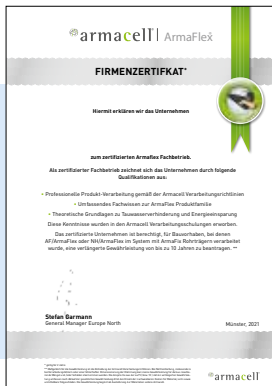 armacell | ArmaFlex
FIRMENZERTIFKAT*
Hiermit erklären wir das Unternehmen
zum zertifizierten Armaflex Fachbetrieb.
Als zertifizierter Fachbetrieb zeichnet sich das Unternehmen durch folgende
Qualifikationen aus:
• Professionelle Produkt-Verarbeitung gemäß der Armacell Verarbeitungsrichtlinien
• Umfassendes Fachwissen zur ArmaFlex Produktfamilie
• Theoretische Grundlagen zu Tauwasserverhinderung und Energieeinsparung
Diese Kenntnisse wurden in den Armacell Verarbeitungsschulungen erworben.
Das zertifizierte Unternehmen ist berechtigt, für Bauvorhaben, bei denen
AF/ArmaFlex oder NH/ArmaFlex im System mit ArmaFix Rohrträgern verarbeitet
wurde, eine verlängerte Gewährleistung von bis zu 10 Jahren zu beantragen. **
Stefan Garmann
General Manager Europe North
Münster, 2021
armacell